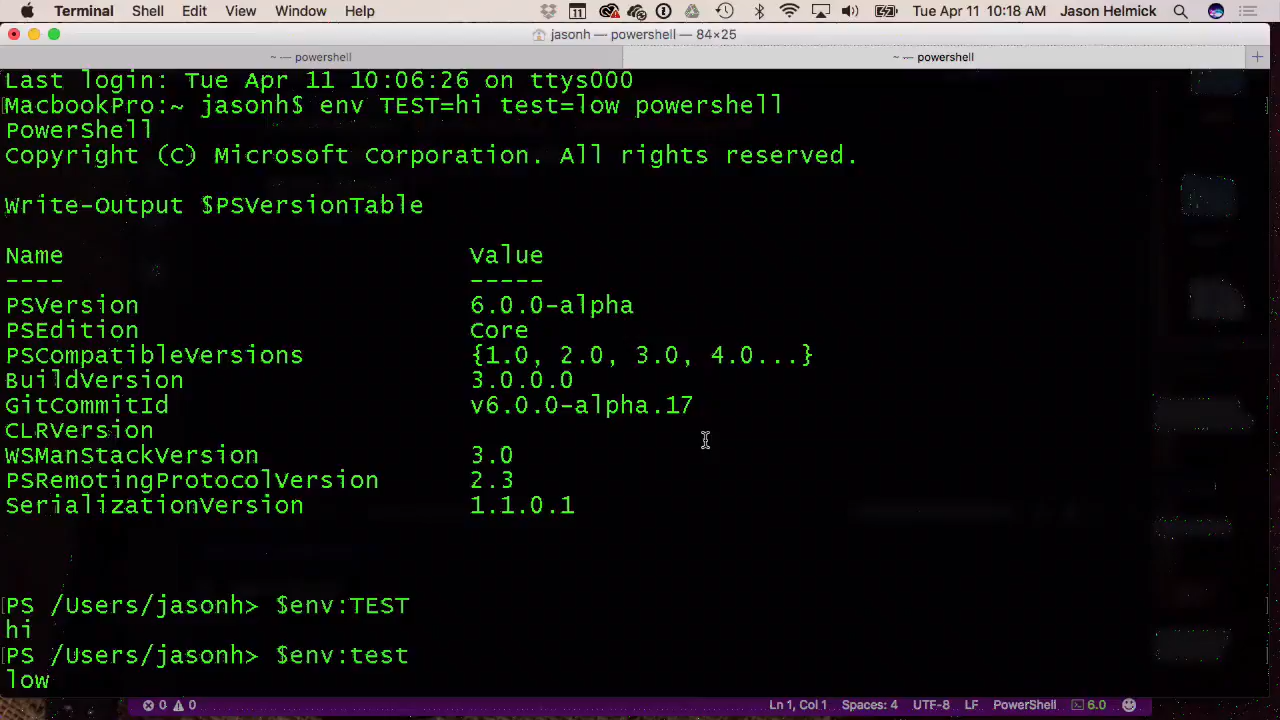 Terminal Shell Edit View Window Help 11 Tue Apr 11 10:18 AM Jason Helmick
jasonh — powershell — 84×25
~ — powershell ~ — powershell +
Last login: Tue Apr 11 10:06:26 on ttys000
[MacbookPro:~ jasonh$ env TEST=hi test=low powershell ]
PowerShell
Copyright (C) Microsoft Corporation. All rights reserved.
Write-Output $PSVersionTable
Name Value
---- -----
PSVersion 6.0.0-alpha
PSEdition Core
PSCompatibleVersions {1.0, 2.0, 3.0, 4.0...}
BuildVersion 3.0.0.0
GitCommitId v6.0.0-alpha.17
CLRVersion
WSManStackVersion 3.0
PSRemotingProtocolVersion 2.3
SerializationVersion 1.1.0.1
[PS /Users/jasonh> $env:TEST ]
hi
[PS /Users/jasonh> $env:test ]
low
0 0 Ln 1, Col 1 Spaces: 4 UTF-8 LF PowerShell 6.0